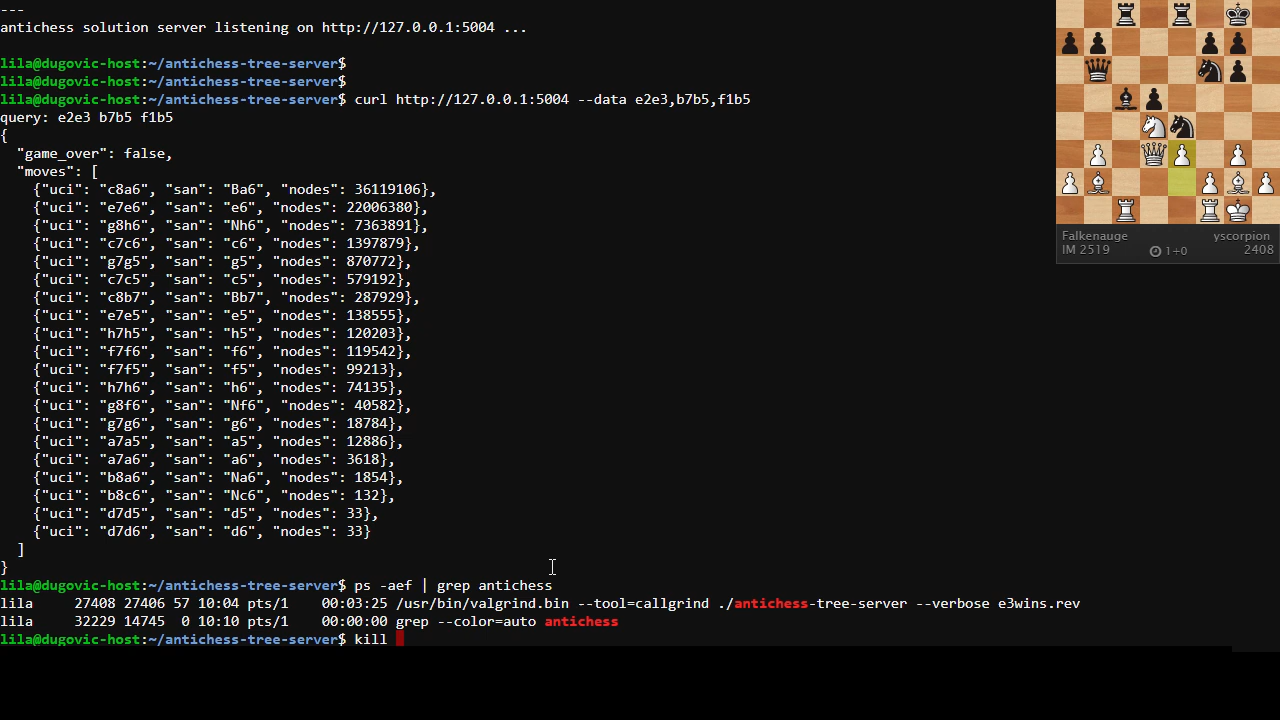 ---
antichess solution server listening on http://127.0.0.1:5004 ...
lila@dugovic-host:~/antichess-tree-server$
lila@dugovic-host:~/antichess-tree-server$
lila@dugovic-host:~/antichess-tree-server$ curl http://127.0.0.1:5004 --data e2e3,b7b5,f1b5
query: e2e3 b7b5 f1b5
{
  "game_over": false,
  "moves": [
    {"uci": "c8a6", "san": "Ba6", "nodes": 36119106},
    {"uci": "e7e6", "san": "e6", "nodes": 22006380},
    {"uci": "g8h6", "san": "Nh6", "nodes": 7363891},
    {"uci": "c7c6", "san": "c6", "nodes": 1397879},
    {"uci": "g7g5", "san": "g5", "nodes": 870772},
    {"uci": "c7c5", "san": "c5", "nodes": 579192},
    {"uci": "c8b7", "san": "Bb7", "nodes": 287929},
    {"uci": "e7e5", "san": "e5", "nodes": 138555},
    {"uci": "h7h5", "san": "h5", "nodes": 120203},
    {"uci": "f7f6", "san": "f6", "nodes": 119542},
    {"uci": "f7f5", "san": "f5", "nodes": 99213},
    {"uci": "h7h6", "san": "h6", "nodes": 74135},
    {"uci": "g8f6", "san": "Nf6", "nodes": 40582},
    {"uci": "g7g6", "san": "g6", "nodes": 18784},
    {"uci": "a7a5", "san": "a5", "nodes": 12886},
    {"uci": "a7a6", "san": "a6", "nodes": 3618},
    {"uci": "b8a6", "san": "Na6", "nodes": 1854},
    {"uci": "b8c6", "san": "Nc6", "nodes": 132},
    {"uci": "d7d5", "san": "d5", "nodes": 33},
    {"uci": "d7d6", "san": "d6", "nodes": 33}
  ]
}
lila@dugovic-host:~/antichess-tree-server$ ps -aef | grep antichess
lila     27408 27406 57 10:04 pts/1    00:03:25 /usr/bin/valgrind.bin --tool=callgrind ./antichess-tree-server --verbose e3wins.rev
lila     32229 14745  0 10:10 pts/1    00:00:00 grep --color=auto antichess
lila@dugovic-host:~/antichess-tree-server$ kill
Falkenauge yscorpion
IM 2519 1+0 2408